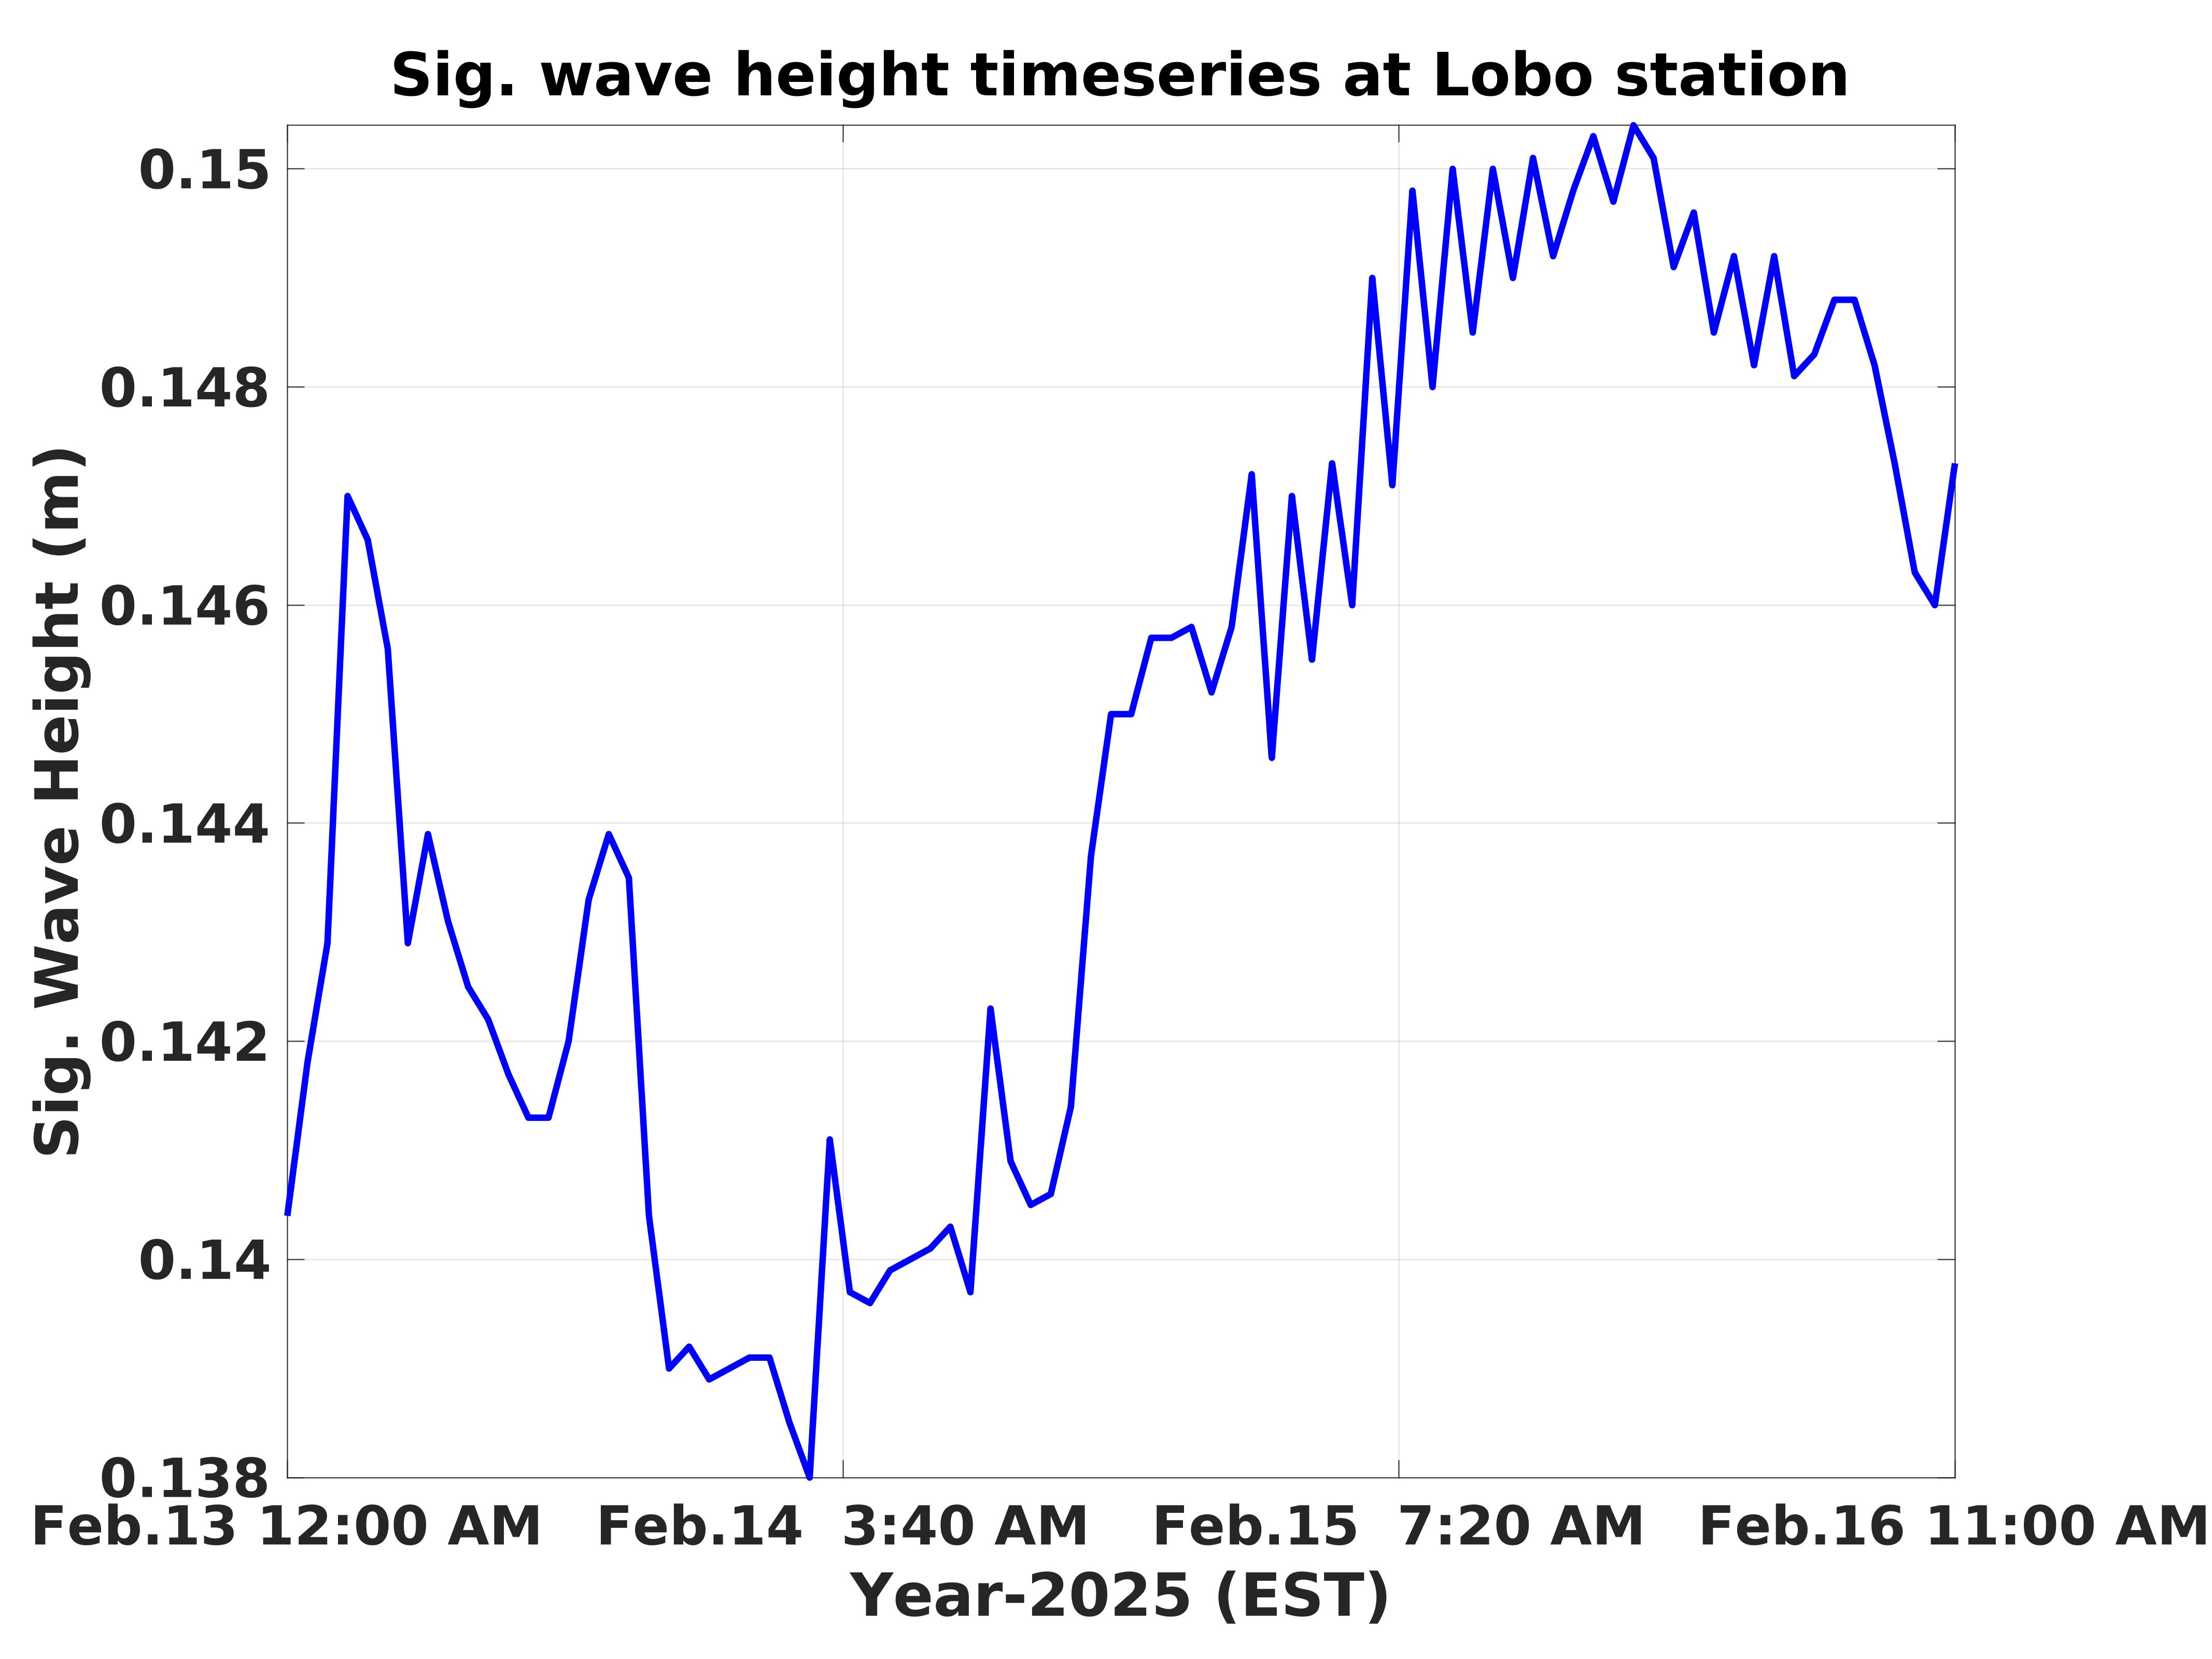 Sig. wave height timeseries at Lobo station
0.15
0.148
0.146
0.144
0.142
0.14
0.138
Sig. Wave Height (m)
Feb.13 12:00 AM Feb.14 3:40 AM Feb.15 7:20 AM Feb.16 11:00 AM
Year-2025 (EST)